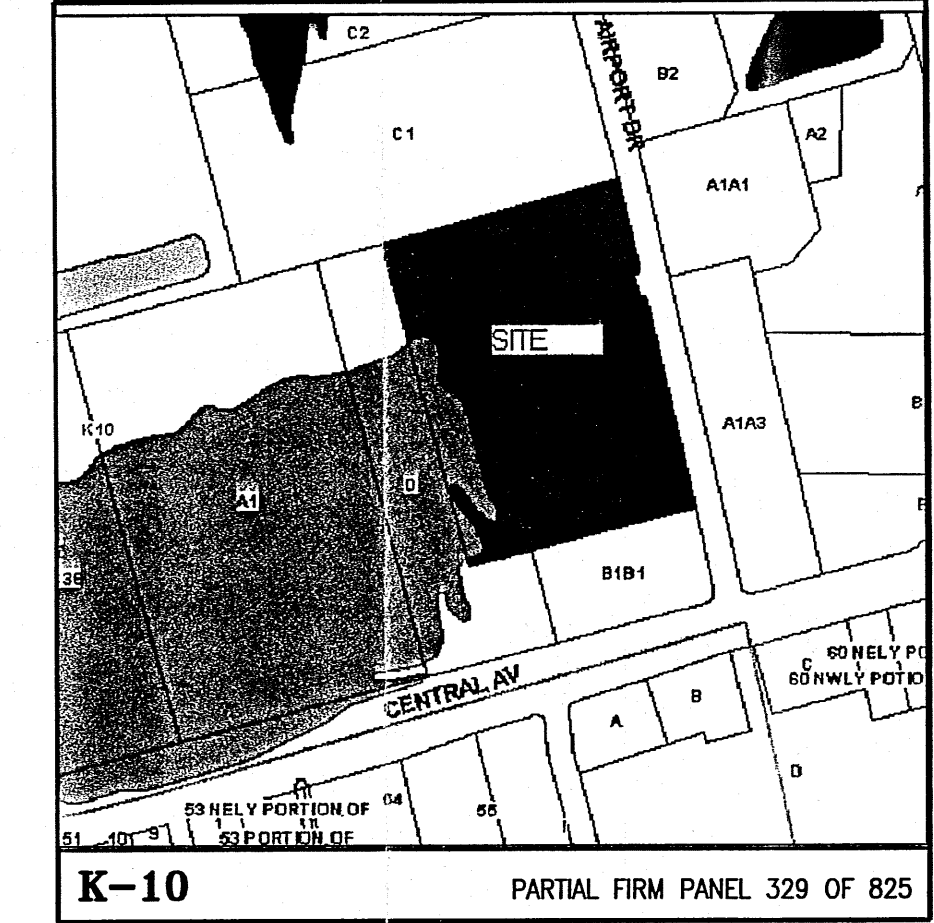 C2
AIRPORT DR
B2
C1
A2
A1A1
SITE
K10
A1A3
B
A1
D
38
B1B1
CENTRAL AV
60 NELY PO
C
60 NWLY POTIO
B
A
D
53 NELY PORTION OF
64
55
51
10
9
53 PORTION OF
K-10
PARTIAL FIRM PANEL 329 OF 825